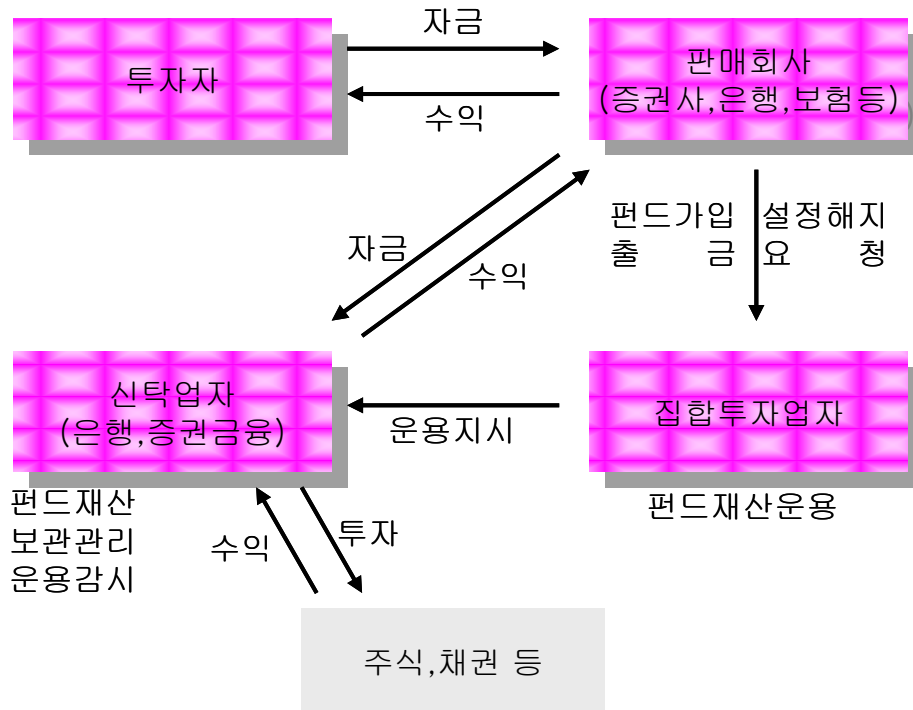 자금
투자자
판매회사
(증권사,은행,보험등)
수익
펀드가입 설정해지
출 금 요 청
자금
수익
신탁업자
(은행,증권금융)
운용지시
집합투자업자
펀드재산
보관관리
운용감시
펀드재산운용
수익
투자
주식,채권 등